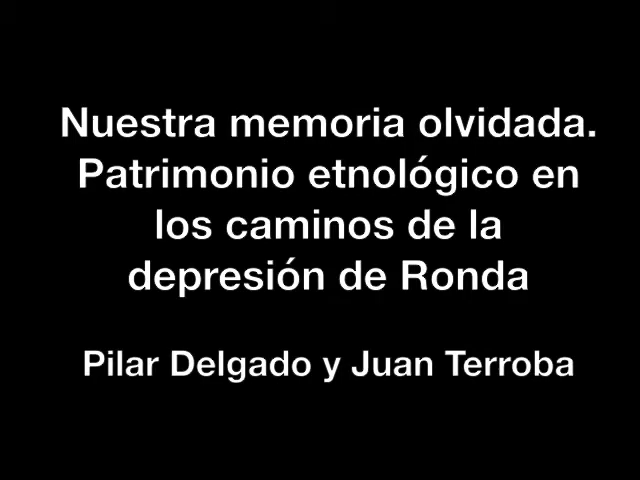 Nuestra memoria olvidada.
Patrimonio etnológico en
los caminos de la
depresión de Ronda
Pilar Delgado y Juan Terroba